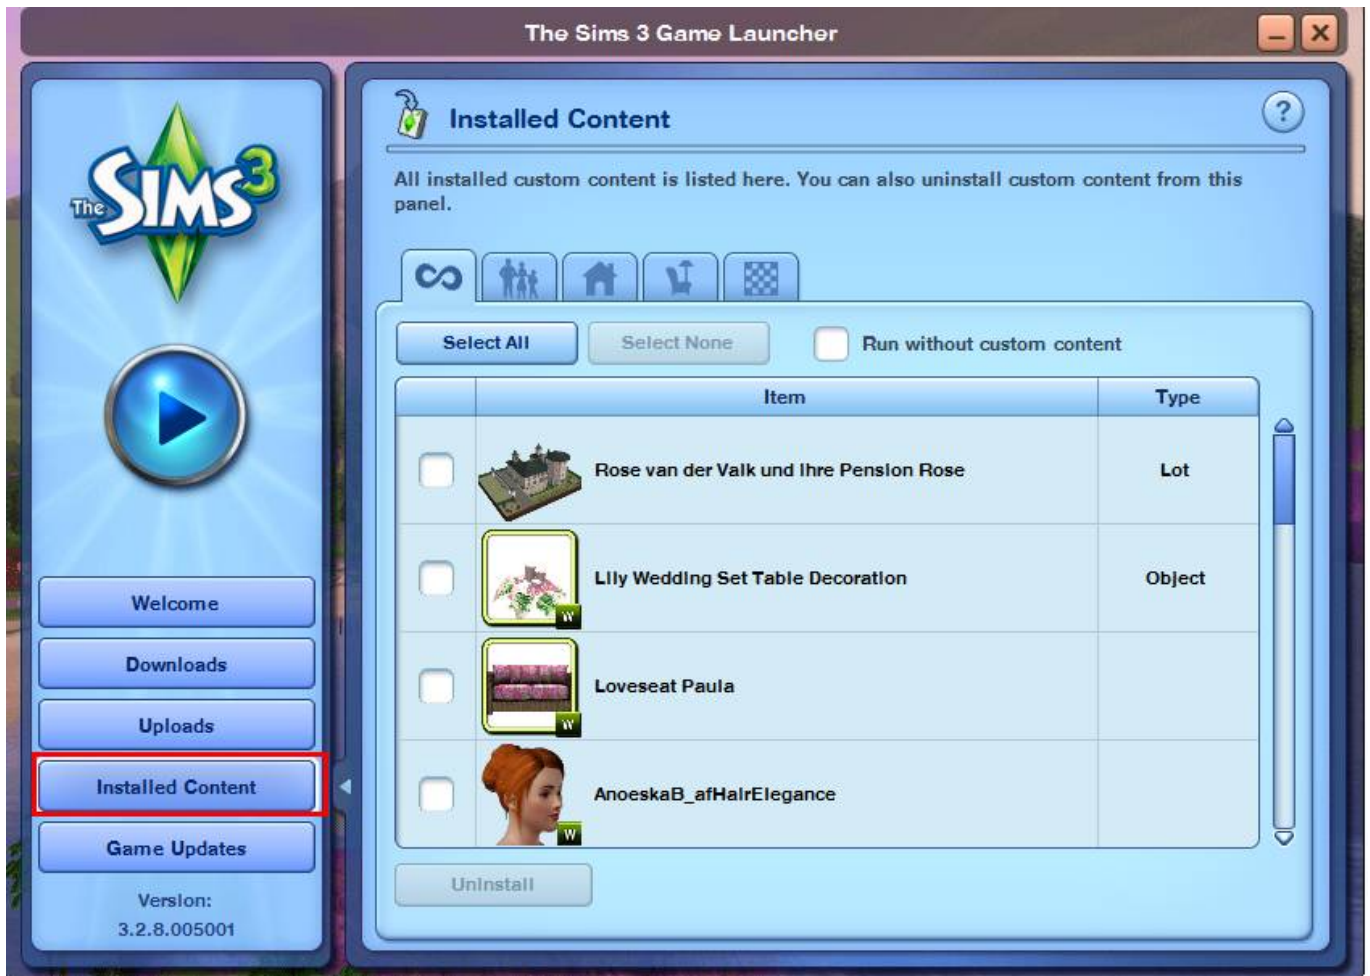 The Sims 3 Game Launcher
The SIMS 3
Installed Content
?
All installed custom content is listed here. You can also uninstall custom content from this
panel.
Select All
Select None
Run without custom content
Item
Type
Rose van der Valk und Ihre Pension Rose
Lot
Lily Wedding Set Table Decoration
Object
W
Loveseat Paula
W
AnoeskaB_afHairElegance
W
Uninstall
Welcome
Downloads
Uploads
Installed Content
Game Updates
Version:
3.2.8.005001